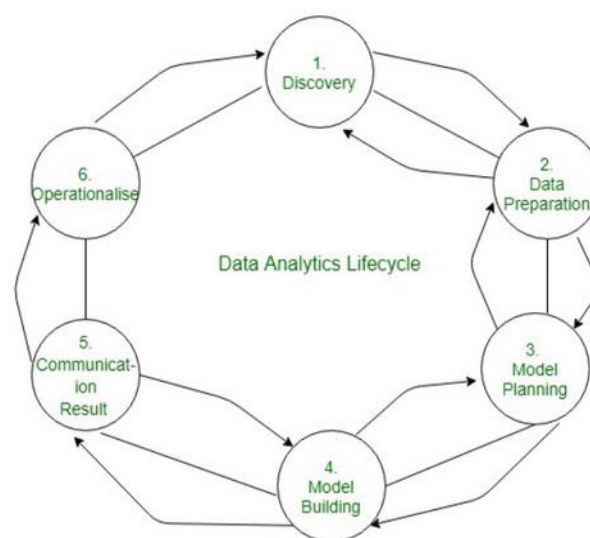 1.
Discovery
2.
Data
Preparation
6.
Operationalise
Data Analytics Lifecycle
3.
Model
Planning
5.
Communicat-
ion
Result
4.
Model
Building